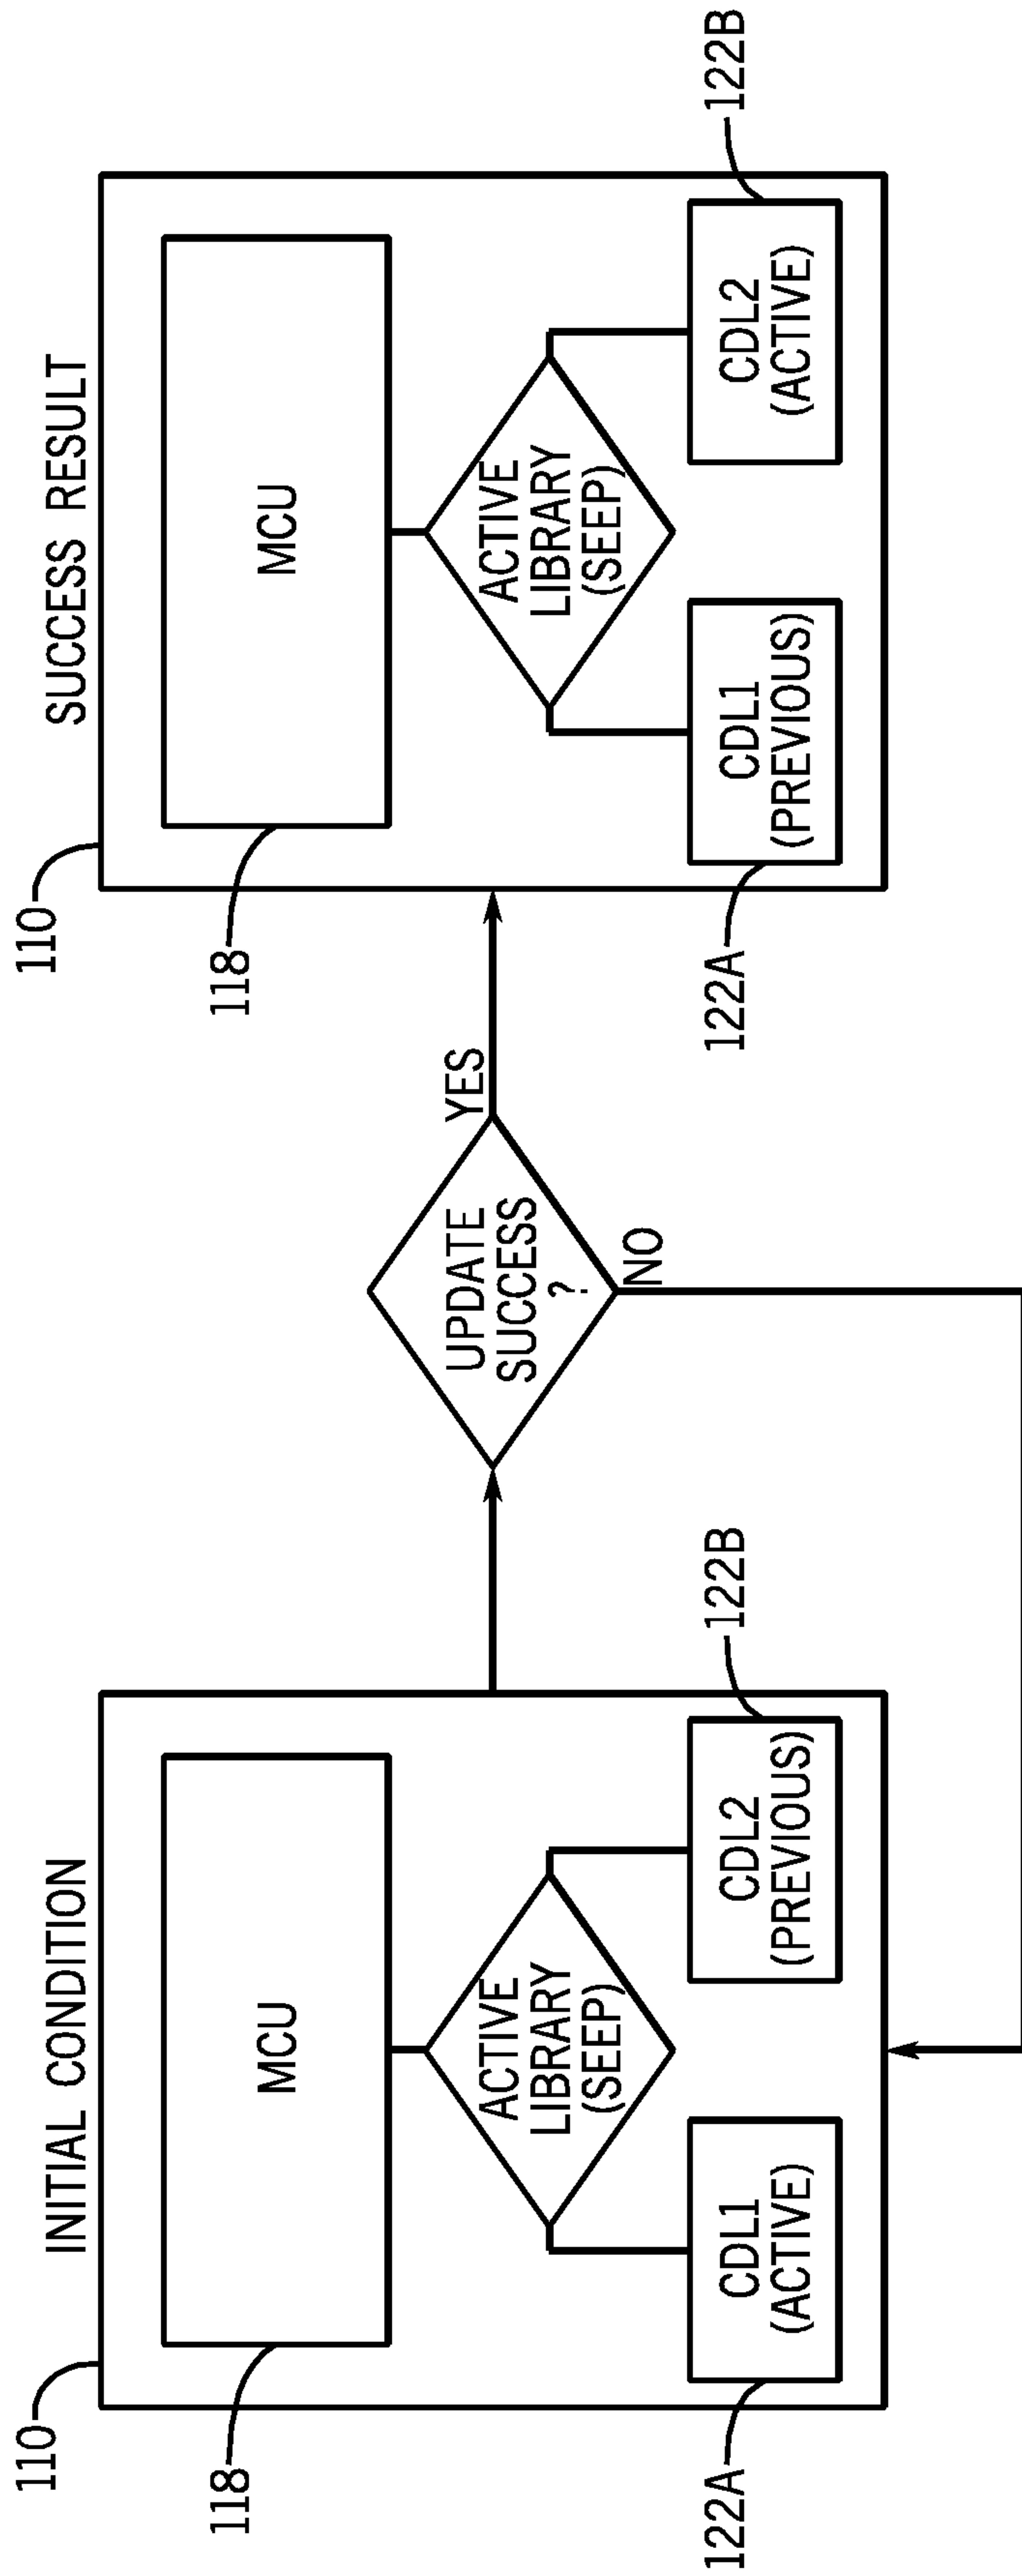 INITIAL CONDITION
110
118
MCU
ACTIVE
LIBRARY
(SEEP)
CDL1
(ACTIVE)
122A
CDL2
(PREVIOUS)
122B
UPDATE
SUCCESS
?
YES
NO
SUCCESS RESULT
110
118
MCU
ACTIVE
LIBRARY
(SEEP)
CDL1
(PREVIOUS)
122A
CDL2
(ACTIVE)
122B